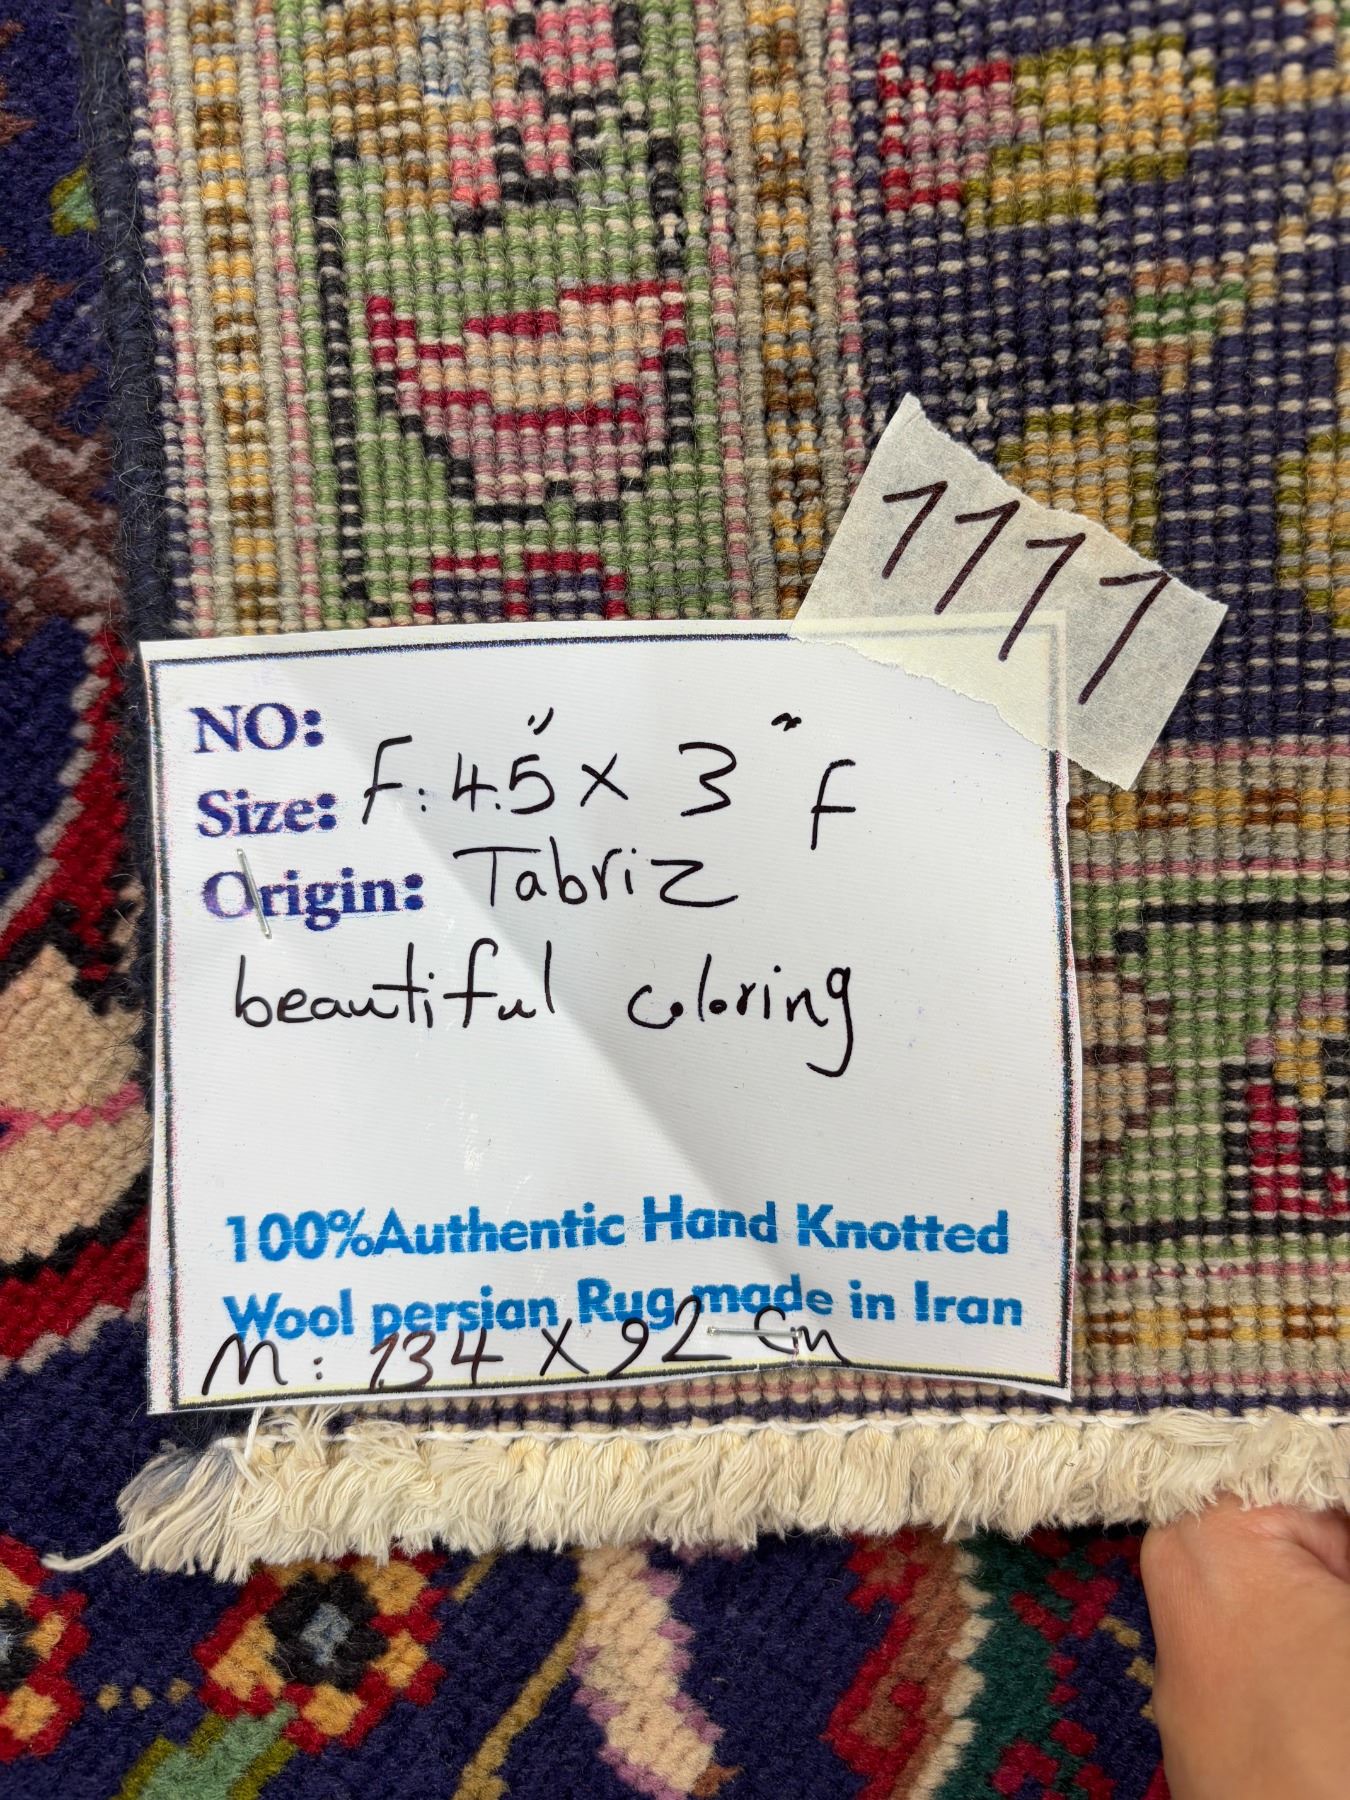 1111
NO:
Size: F: 4.5" x 3" F
Origin: Tabriz
beautiful coloring
100%Authentic Hand Knotted
Wool persian Rug made in Iran
M: 134 x 92 cm